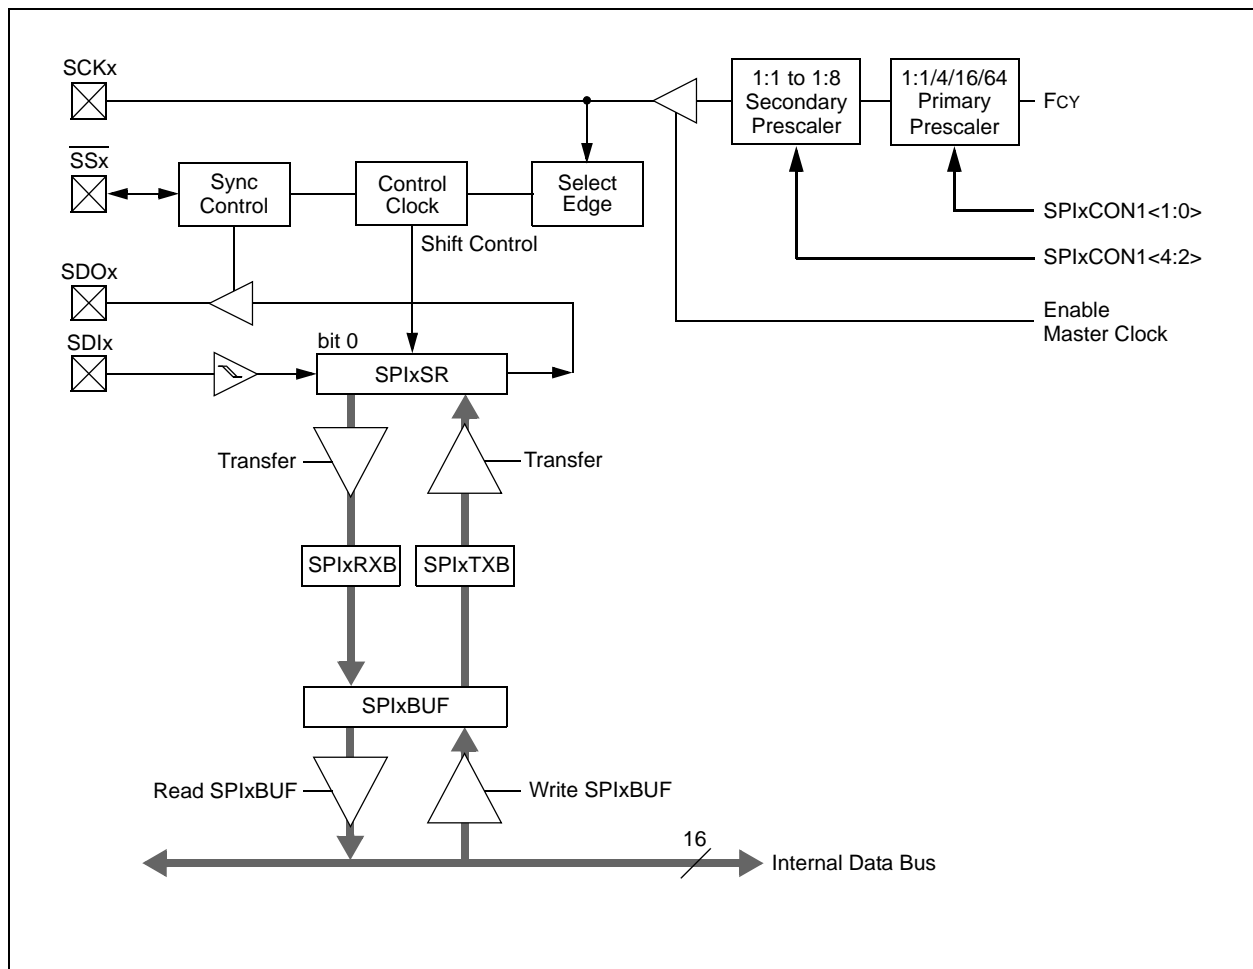 SCKx
1:1 to 1:8
Secondary
Prescaler
1:1/4/16/64
Primary
Prescaler
FCY
SSx
Sync
Control
Control
Clock
Select
Edge
SPIxCON1<1:0>
Shift Control
SPIxCON1<4:2>
SDOx
Enable
Master Clock
SDIx
bit 0
SPIxSR
Transfer
Transfer
SPIxRXB
SPIxTXB
SPIxBUF
Read SPIxBUF
Write SPIxBUF
16
Internal Data Bus